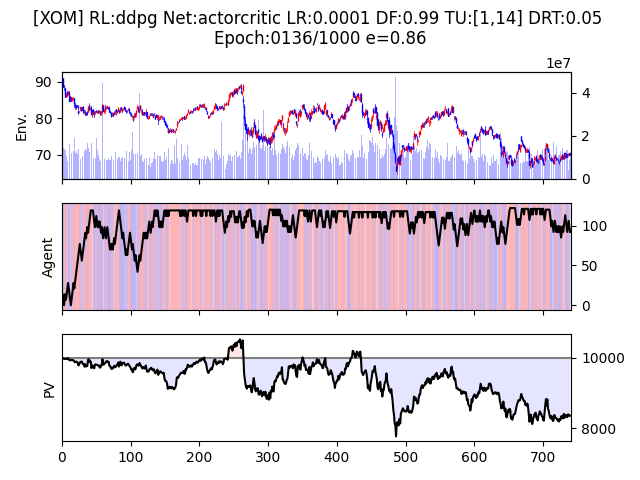 [XOM] RL:ddpg Net:actorcritic LR:0.0001 DF:0.99 TU:[1,14] DRT:0.05
Epoch:0136/1000 e=0.86
1e7
Env.
90
80
70
4
2
0
Agent
100
50
0
PV
10000
8000
0 100 200 300 400 500 600 700